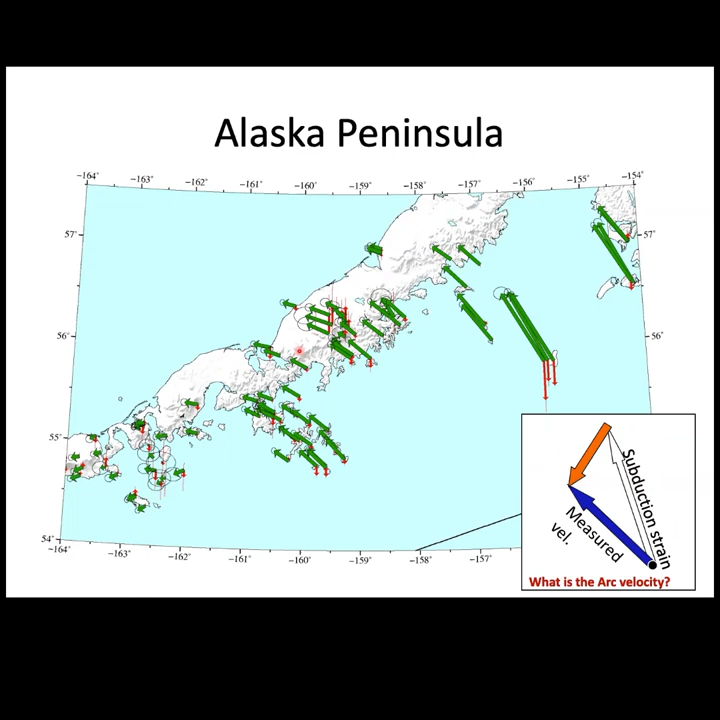 Alaska Peninsula
−164° −163° −162° −161° −160° −159° −158° −157° −156° −155° −154°
57° 57°
56° 56°
55°
54°
−164° −163° −162° −161° −160° −159° −158° −157°
Subduction strain
Measured
vel.
What is the Arc velocity?